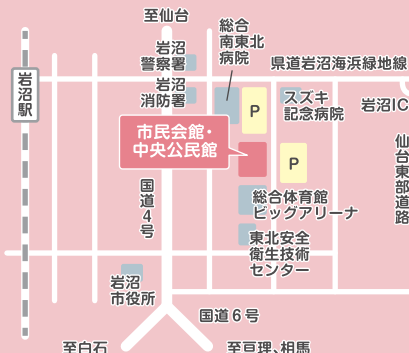 至仙台
総合
南東北
病院
岩沼
警察署
県道岩沼海浜緑地線
岩沼駅
岩沼
消防署
P
スズキ
記念病院
岩沼IC
市民会館・
中央公民館
P
仙台東部道路
国道4号
総合体育館
ビッグアリーナ
東北安全
衛生技術
センター
岩沼
市役所
国道6号
至白石
至亘理、相馬